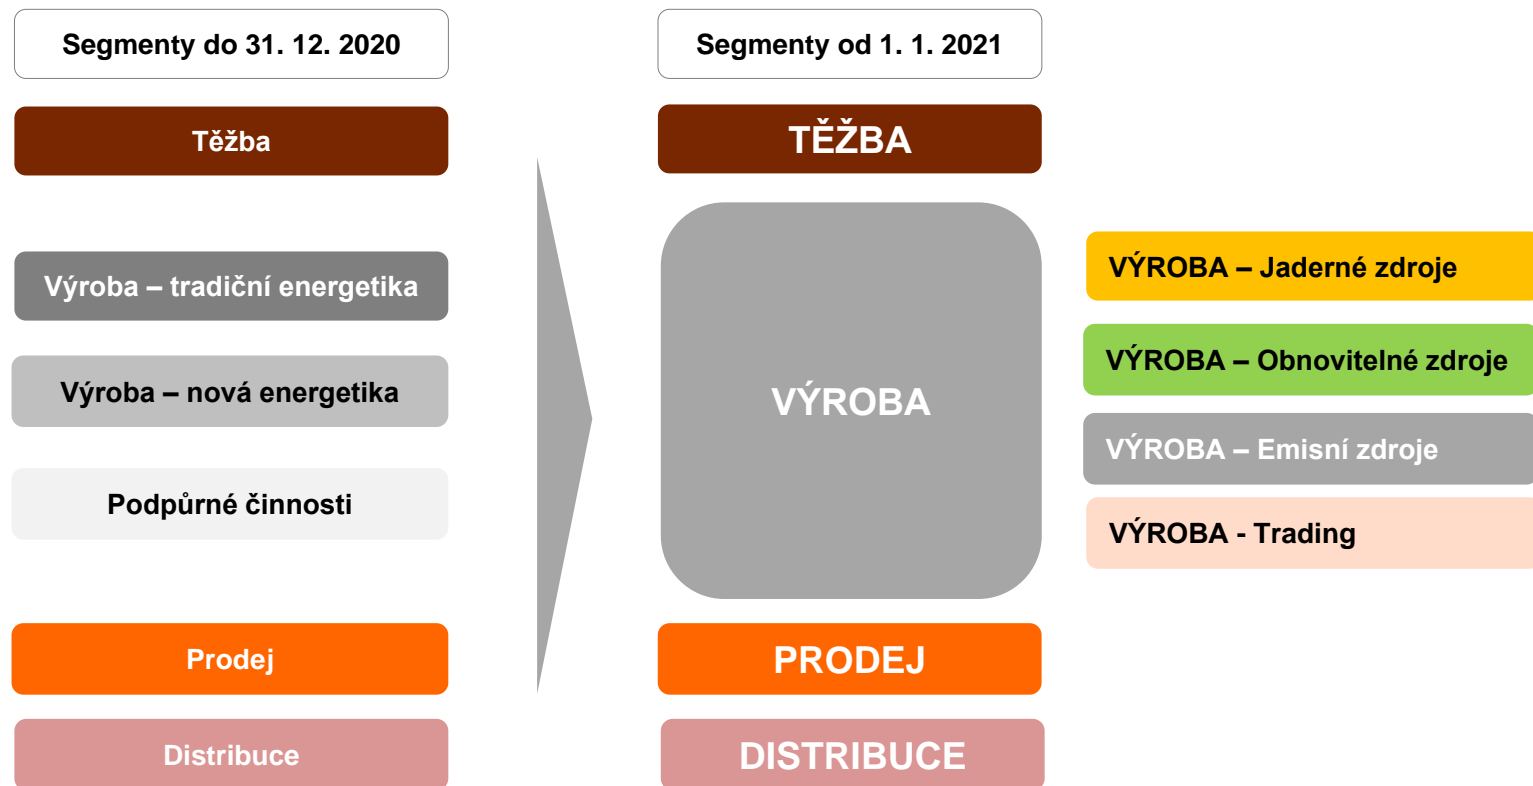 Segmenty do 31. 12. 2020
Těžba
Výroba – tradiční energetika
Výroba – nová energetika
Podpůrné činnosti
Prodej
Distribuce
Segmenty od 1. 1. 2021
TĚŽBA
VÝROBA
PRODEJ
DISTRIBUCE
VÝROBA – Jaderné zdroje
VÝROBA – Obnovitelné zdroje
VÝROBA – Emisní zdroje
VÝROBA - Trading